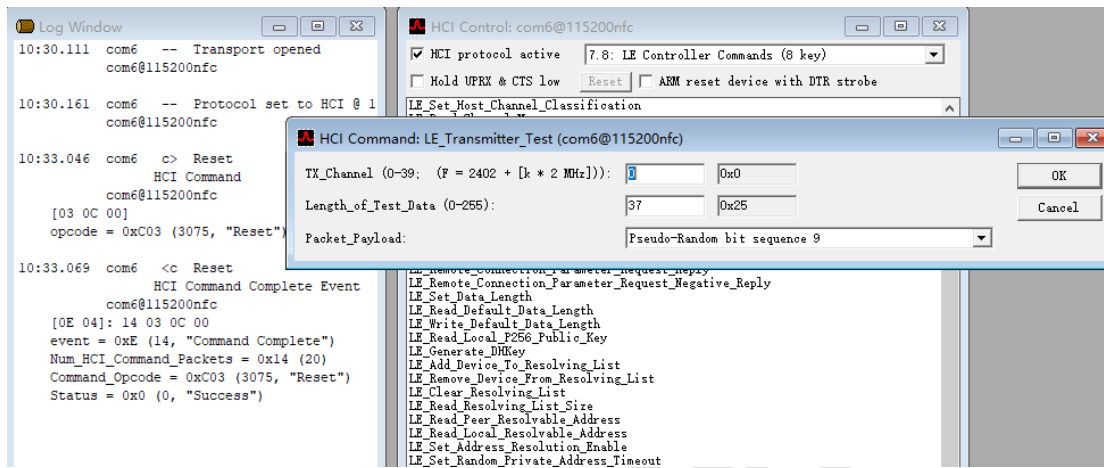 Log Window
10:30.111 com6 -- Transport opened
com6@115200nfc
10:30.161 com6 -- Protocol set to HCI @ 1
com6@115200nfc
10:33.046 com6 c> Reset
HCI Command
com6@115200nfc
[03 0C 00]
opcode = 0xC03 (3075, "Reset")
10:33.069 com6 <c Reset
HCI Command Complete Event
com6@115200nfc
[0E 04]: 14 03 0C 00
event = 0xE (14, "Command Complete")
Num_HCI_Command_Packets = 0x14 (20)
Command_Opcode = 0xC03 (3075, "Reset")
Status = 0x0 (0, "Success")
HCI Control: com6@115200nfc
HCI protocol active 7.8: LE Controller Commands (8 key)
Hold UPRX & CTS low Reset ARM reset device with DTR strobe
LE_Set_Host_Channel_Classification
HCI Command: LE_Transmitter_Test (com6@115200nfc)
TX_Channel (0-39; (F = 2402 + [k * 2 MHz])): 0 0x0 OK
Length_of_Test_Data (0-255): 37 0x25 Cancel
Packet_Payload: Pseudo-Random bit sequence 9
LE_Remote_Connection_Parameter_Request_Reply
LE_Remote_Connection_Parameter_Request_Negative_Reply
LE_Set_Data_Length
LE_Read_Default_Data_Length
LE_Write_Default_Data_Length
LE_Read_Local_P256_Public_Key
LE_Generate_DHKey
LE_Add_Device_To_Resolving_List
LE_Remove_Device_From_Resolving_List
LE_Clear_Resolving_List
LE_Read_Resolving_List_Size
LE_Read_Peer_Resolvable_Address
LE_Read_Local_Resolvable_Address
LE_Set_Address_Resolution_Enable
LE_Set_Random_Private_Address_Timeout